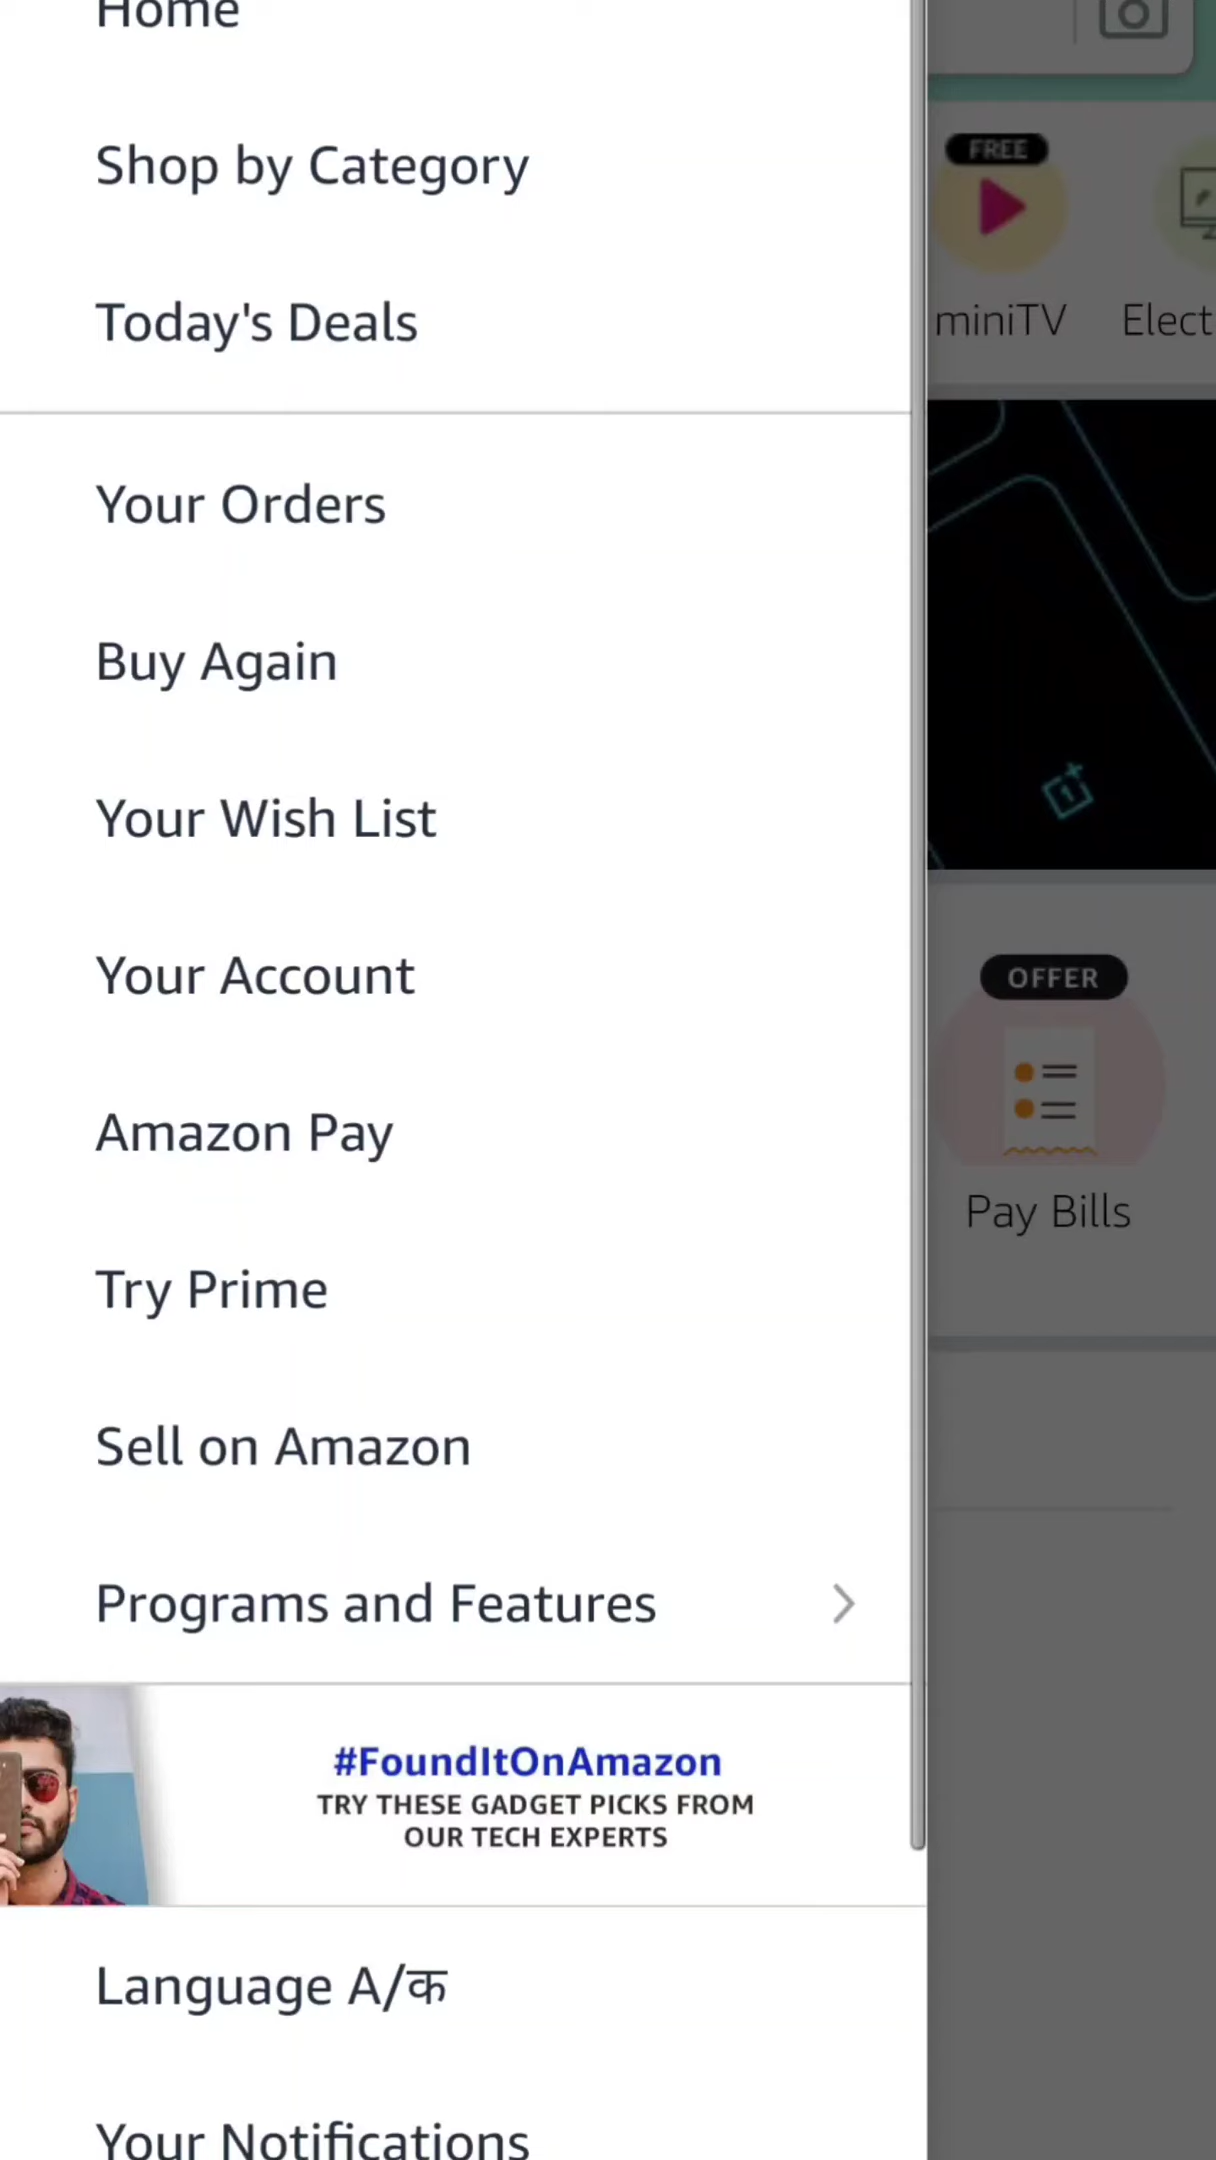 Home
Shop by Category
Today's Deals
Your Orders
Buy Again
Your Wish List
Your Account
Amazon Pay
Try Prime
Sell on Amazon
Programs and Features
#FoundItOnAmazon
TRY THESE GADGET PICKS FROM
OUR TECH EXPERTS
Language A/क
Your Notifications
FREE
miniTV
Elect
1+
OFFER
Pay Bills